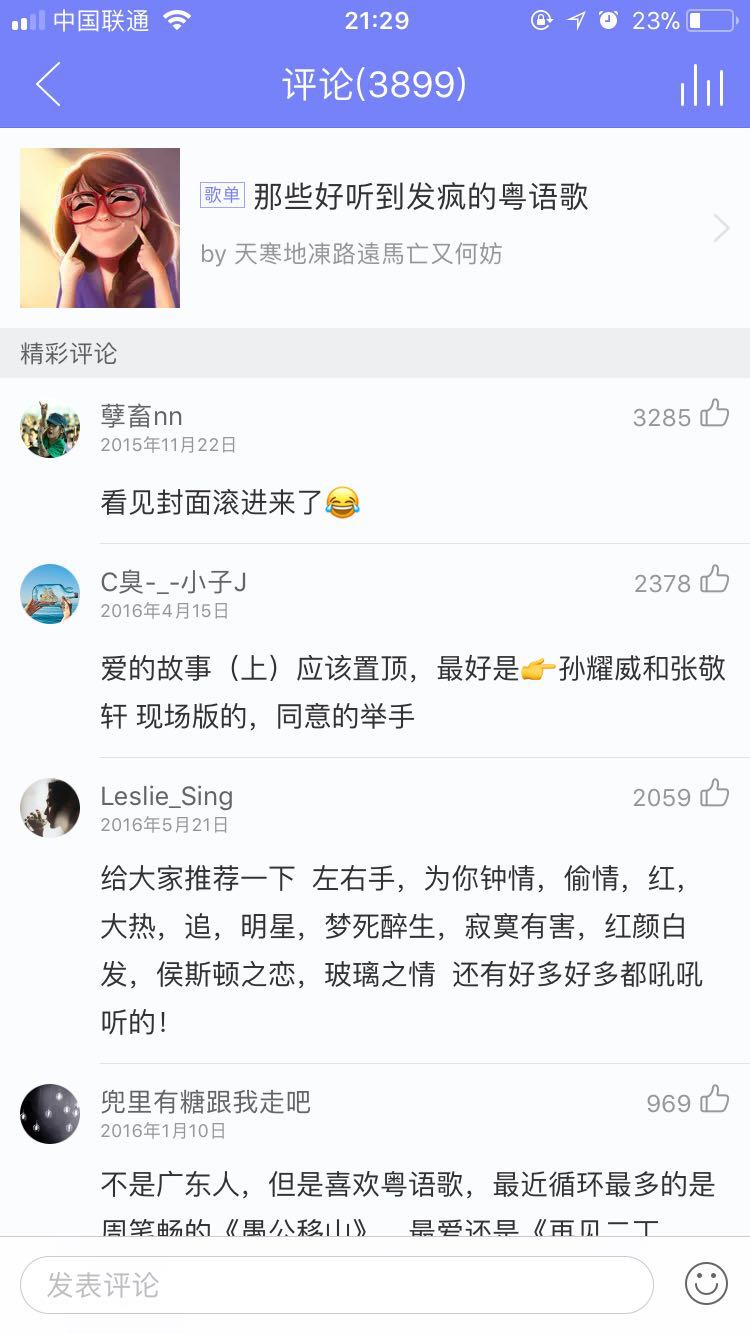 中国联通 21:29 23%
评论(3899)
歌单 那些好听到发疯的粤语歌
by 天寒地凍路遠馬亡又何妨
精彩评论
孽畜nn 3285
2015年11月22日
看见封面滚进来了😂
C臭-_-小子J 2378
2016年4月15日
爱的故事（上）应该置顶，最好是👉孙耀威和张敬
轩 现场版的，同意的举手
Leslie_Sing 2059
2016年5月21日
给大家推荐一下 左右手，为你钟情，偷情，红，
大热，追，明星，梦死醉生，寂寞有害，红颜白
发，侯斯顿之恋，玻璃之情 还有好多好多都吼吼
听的！
兜里有糖跟我走吧 969
2016年1月10日
不是广东人，但是喜欢粤语歌，最近循环最多的是
周笔畅的《愚公移山》，最爱还是《再见二丁
发表评论